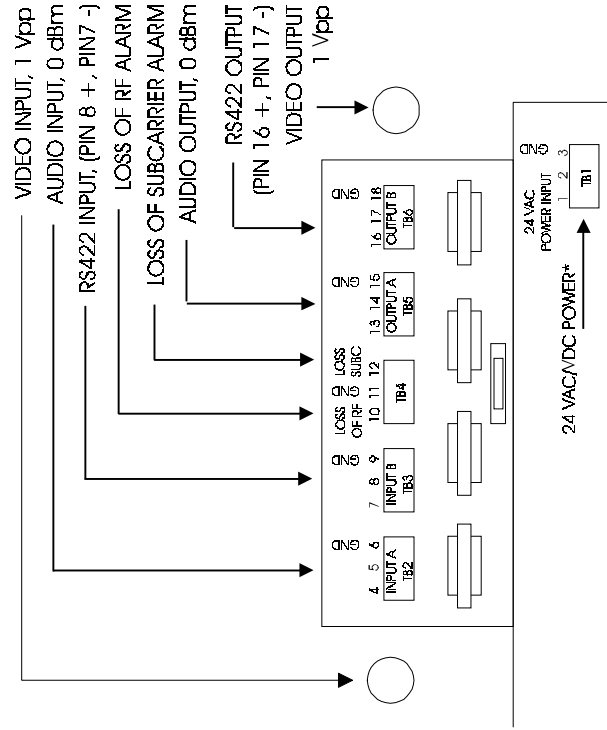 VIDEO INPUT, 1 Vpp
AUDIO INPUT, 0 dBm
RS422 INPUT, (PIN 8 +, PIN7 -)
LOSS OF RF ALARM
LOSS OF SUBCARRIER ALARM
AUDIO OUTPUT, 0 dBm
RS422 OUTPUT
(PIN 16 +, PIN 17 -)
VIDEO OUTPUT
1 Vpp
GND
4 5 6
INPUT A
TB2
GND
7 8 9
INPUT B
TB3
LOSS OF RF
GND
LOSS SUBC
10 11 12
TB4
GND
13 14 15
OUTPUT A
TB5
GND
16 17 18
OUTPUT B
TB6
24 VAC
POWER INPUT
GND
1 2 3
TB1
24 VAC/VDC POWER*